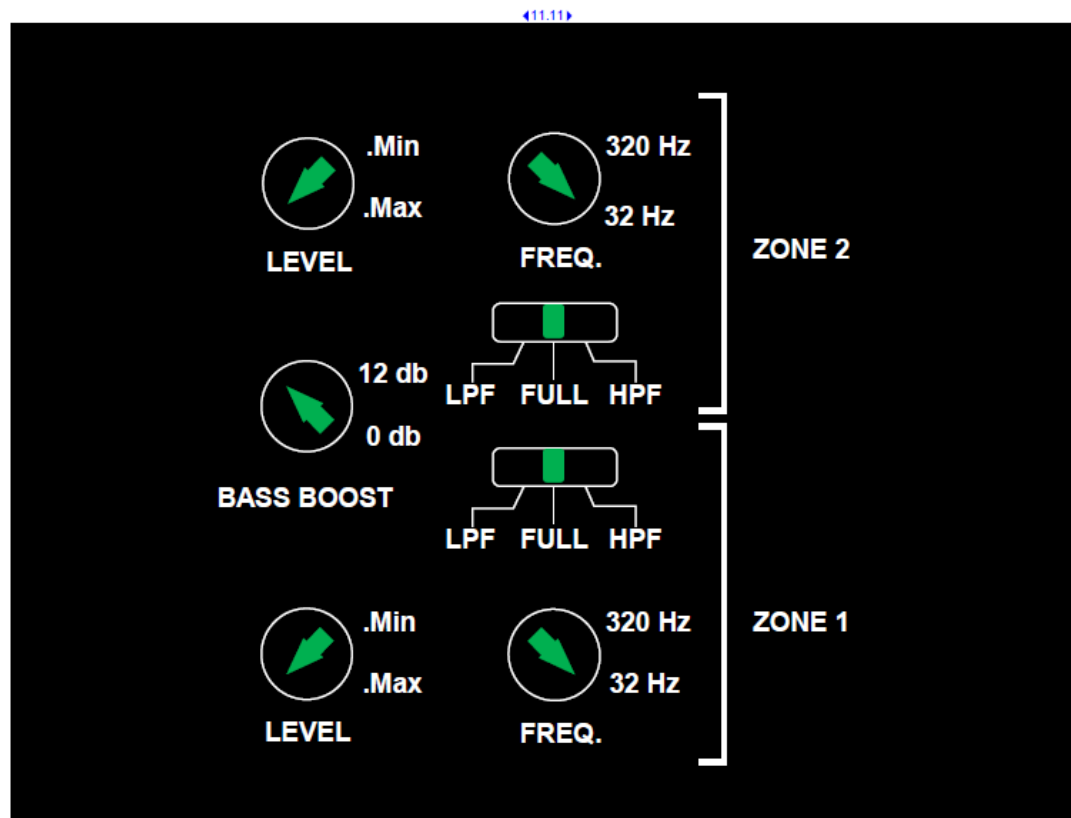 11.11
.Min
.Max
LEVEL
320 Hz
32 Hz
FREQ.
ZONE 2
LPF FULL HPF
12 db
0 db
BASS BOOST
LPF FULL HPF
.Min
.Max
LEVEL
320 Hz
32 Hz
FREQ.
ZONE 1